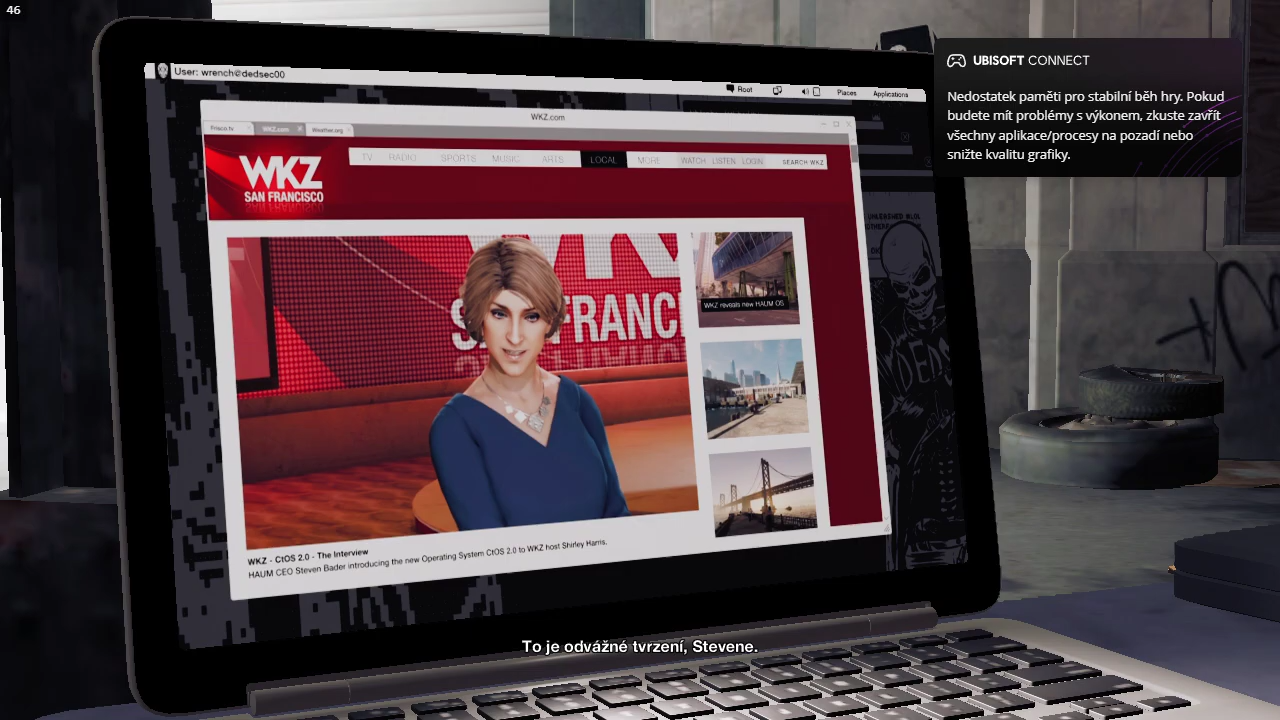 46
UBISOFT CONNECT
Nedostatek paměti pro stabilní běh hry. Pokud
budete mít problémy s výkonem, zkuste zavřít
všechny aplikace/procesy na pozadí nebo
snižte kvalitu grafiky.
User: wrench@dedsec00
Root
Places
Applications
WKZ.com
Frisco.tv
WKZ.com
Weather.org
WKZ
SAN FRANCISCO
TV RADIO SPORTS MUSIC ARTS LOCAL MORE WATCH LISTEN LOGIN SEARCH WKZ
WKZ reveals new HAUM OS
WKZ - CtOS 2.0 - The Interview
HAUM CEO Steven Bader introducing the new Operating System CtOS 2.0 to WKZ host Shirley Harris.
To je odvážné tvrzení, Stevene.